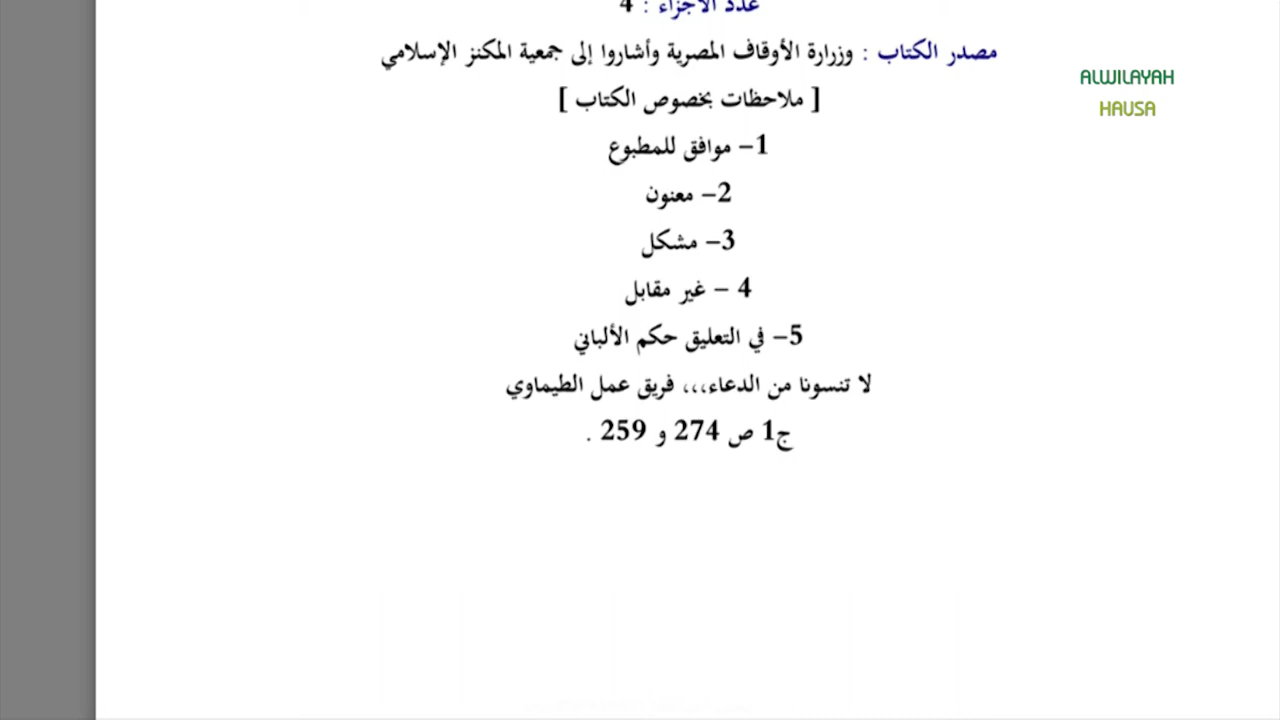 عدد الأجزاء : 4
مصدر الكتاب : وزرارة الأوقاف المصرية وأشاروا إلى جمعية المكنز الإسلامي
[ ملاحظات بخصوص الكتاب ]
1- موافق للمطبوع
2- معنون
3- مشكل
4 - غير مقابل
5- في التعليق حكم الألباني
لا تنسونا من الدعاء،،، فريق عمل الطيماوي
ج1 ص 274 و 259 .
ALWILAYAH
HAUSA